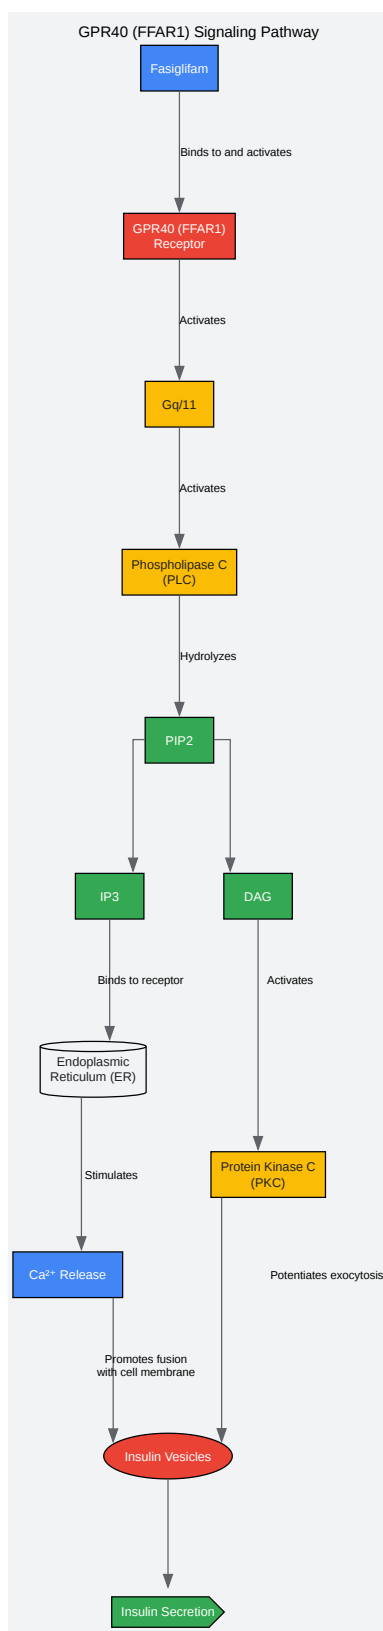 GPR40 (FFAR1) Signaling Pathway
Fasiglifam
Binds to and activates
GPR40 (FFAR1)
Receptor
Activates
Gq/11
Activates
Phospholipase C
(PLC)
Hydrolyzes
PIP2
IP3
DAG
Binds to receptor
Activates
Endoplasmic
Reticulum (ER)
Stimulates
Protein Kinase C
(PKC)
Ca²⁺ Release
Potentiates exocytosis
Promotes fusion
with cell membrane
Insulin Vesicles
Insulin Secretion